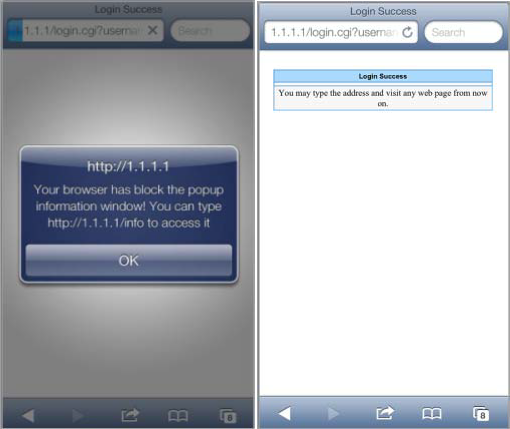 Login Success
1.1.1/login.cgi?userna
Search
http://1.1.1.1
Your browser has block the popup
information window! You can type
http://1.1.1.1/info to access it
OK
8
Login Success
1.1.1.1/login.cgi?usern
Search
Login Success
You may type the address and visit any web page from now
on.
8